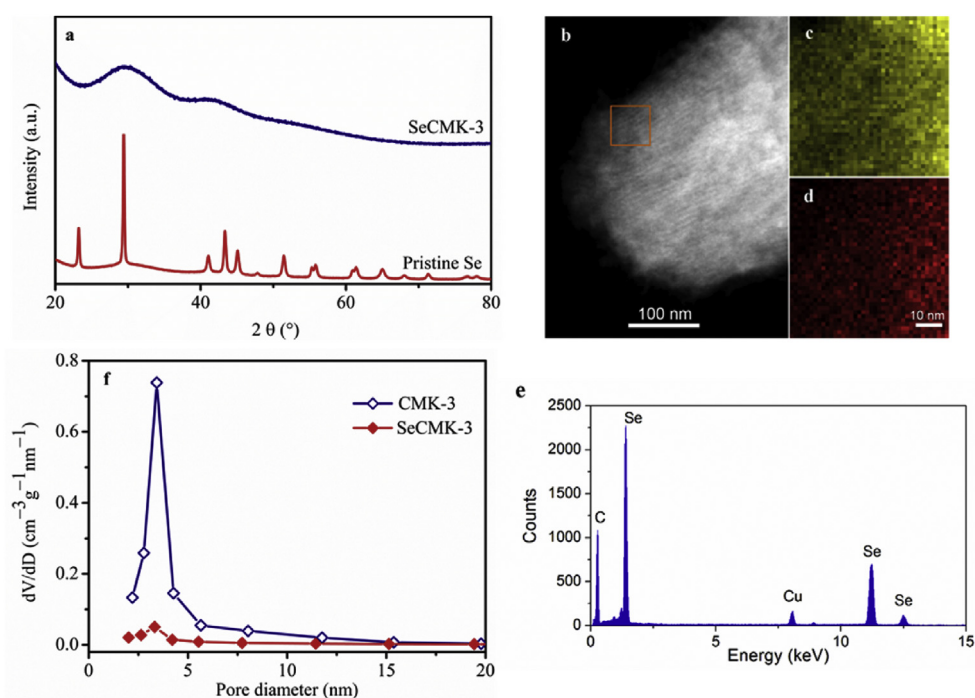 a
SeCMK-3
Pristine Se
Intensity (a.u.)
20 30 40 50 60 70 80
2 θ (°)
b
100 nm
c
d
10 nm
f
CMK-3
SeCMK-3
0.8
0.6
0.4
0.2
0.0
dV/dD (cm⁻³g⁻¹nm⁻¹)
0 5 10 15 20
Pore diameter (nm)
e
2500
2000
1500
1000
500
0
Counts
C
Se
Cu
Se
Se
0 5 10 15
Energy (keV)